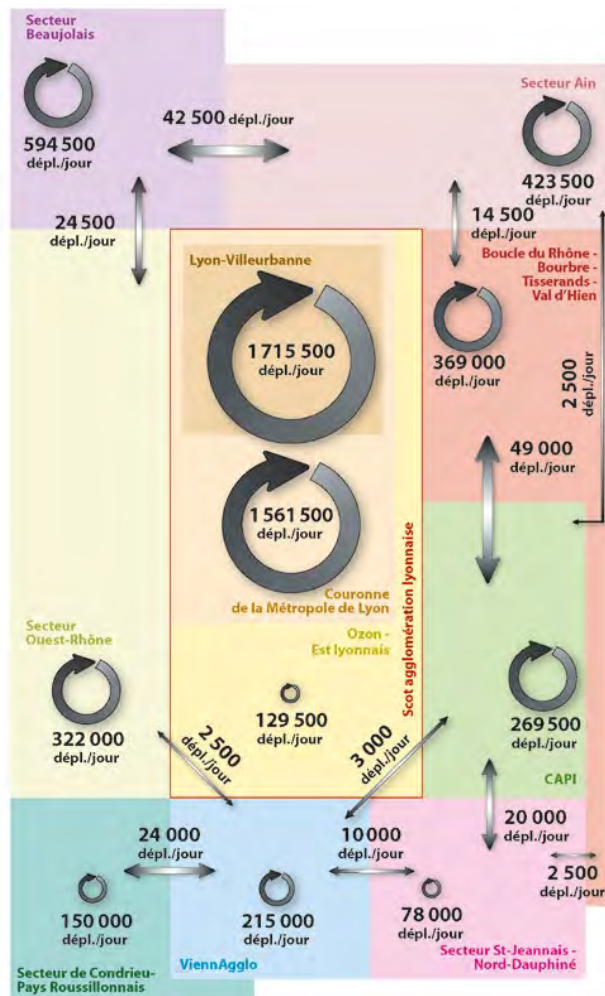 Secteur
Beaujolais
594 500
dépl./jour
42 500 dépl./jour
Secteur Ain
423 500
dépl./jour
24 500
dépl./jour
14 500
dépl./jour
Lyon-Villeurbanne
1 715 500
dépl./jour
Boucle du Rhône -
Bourbre -
Tisserands -
Val d'Hien
369 000
dépl./jour
2 500
dépl./jour
49 000
dépl./jour
1 561 500
dépl./jour
Couronne
de la Métropole de Lyon
Scot agglomération lyonnaise
Secteur
Ouest-Rhône
322 000
dépl./jour
Ozon -
Est lyonnais
129 500
dépl./jour
269 500
dépl./jour
CAPI
2 500
dépl./jour
3 000
dépl./jour
24 000
dépl./jour
10 000
dépl./jour
20 000
dépl./jour
2 500
dépl./jour
150 000
dépl./jour
215 000
dépl./jour
78 000
dépl./jour
Secteur de Condrieu-
Pays Roussillonnais
ViennAgglo
Secteur St-Jeannais -
Nord-Dauphiné